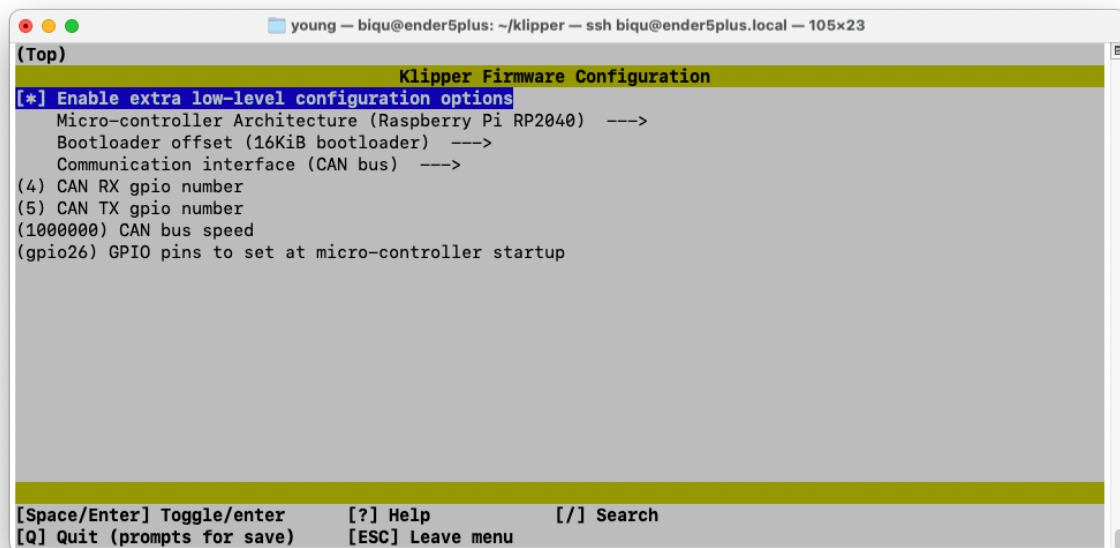 young — biqu@ender5plus: ~/klipper — ssh biqu@ender5plus.local — 105×23
(Top)
Klipper Firmware Configuration
[*] Enable extra low-level configuration options
Micro-controller Architecture (Raspberry Pi RP2040)  --->
Bootloader offset (16KiB bootloader)  --->
Communication interface (CAN bus)  --->
(4) CAN RX gpio number
(5) CAN TX gpio number
(1000000) CAN bus speed
(gpio26) GPIO pins to set at micro-controller startup
[Space/Enter] Toggle/enter      [?] Help            [/] Search
[Q] Quit (prompts for save)     [ESC] Leave menu